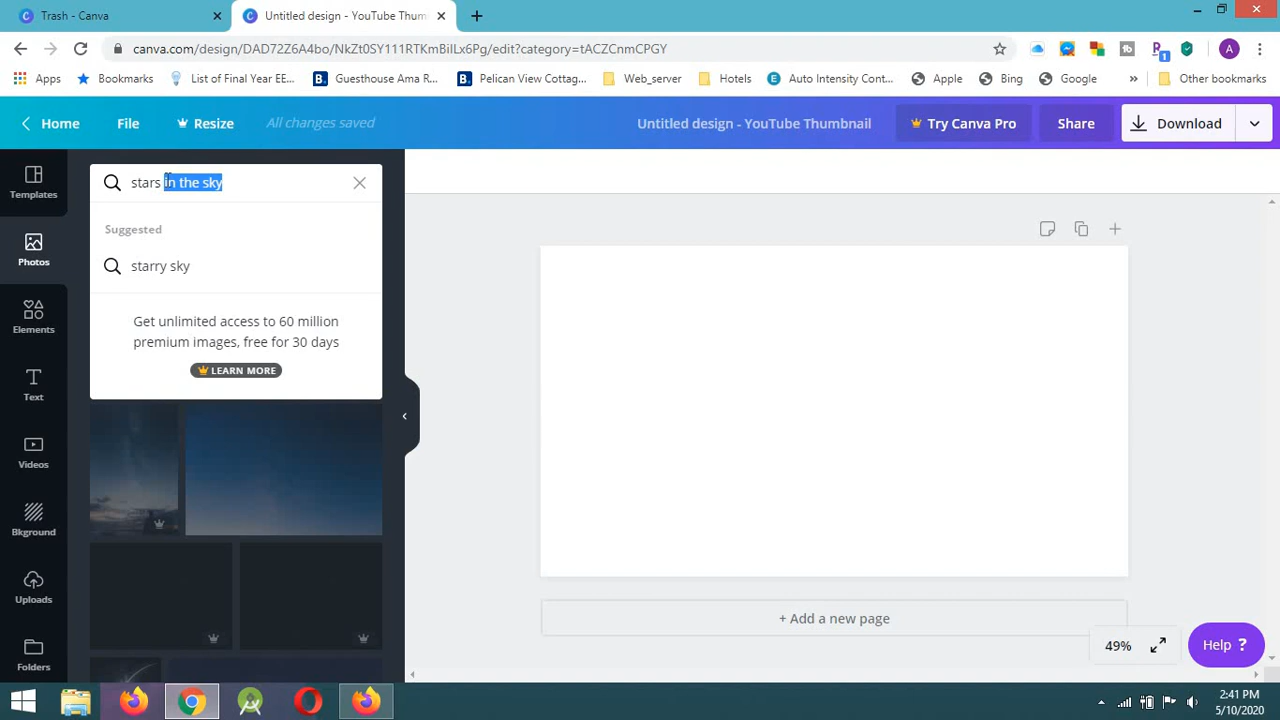 Trash - Canva
Untitled design - YouTube Thumb
canva.com/design/DAD72Z6A4bo/NkZt0SY111RTKmBilLx6Pg/edit?category=tACZCnmCPGY
A
1
Apps
Bookmarks
List of Final Year EE...
B. Guesthouse Ama R...
B. Pelican View Cottag...
Web_server
Hotels
E Auto Intensity Cont...
Apple
Bing
Google
»
Other bookmarks
Home
File
Resize
All changes saved
Untitled design - YouTube Thumbnail
Try Canva Pro
Share
Download
Templates
Photos
Elements
Text
Videos
Bkground
Uploads
Folders
stars in the sky
Suggested
starry sky
Get unlimited access to 60 million
premium images, free for 30 days
LEARN MORE
+ Add a new page
49%
Help ?
2:41 PM
5/10/2020